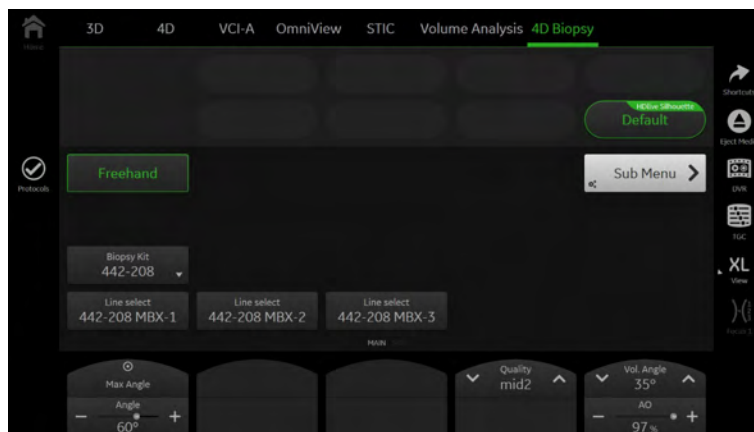 3D 4D VCI-A OmniView STIC Volume Analysis 4D Biopsy
Home
Shortcuts
HDlive Silhouette
Default
Eject Media
Protocols
Freehand
Sub Menu
DVR
TGC
Biopsy Kit
442-208
XL
View
Line select
442-208 MBX-1
Line select
442-208 MBX-2
Line select
442-208 MBX-3
MAIN
Focus 1
Max Angle
Quality
mid2
Vol. Angle
35°
Angle
60°
AO
97 %